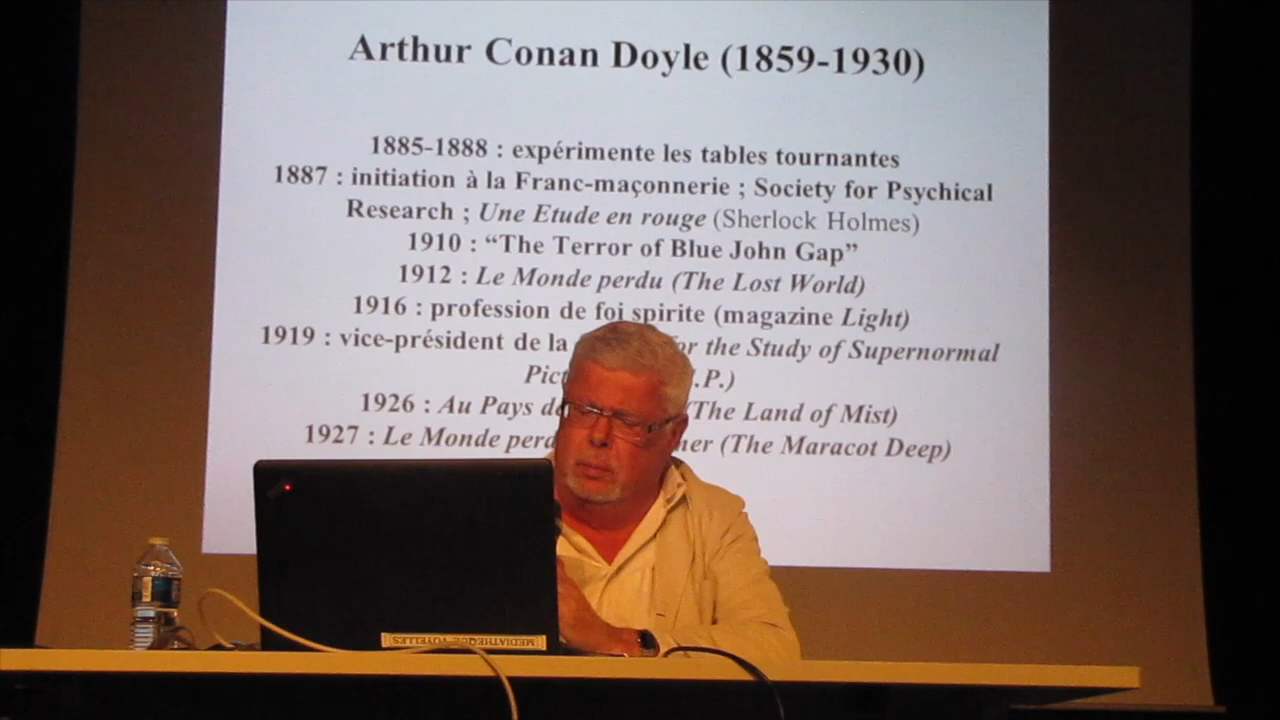 Arthur Conan Doyle (1859-1930)
1885-1888 : expérimente les tables tournantes
1887 : initiation à la Franc-maçonnerie ; Society for Psychical
Research ; Une Etude en rouge (Sherlock Holmes)
1910 : “The Terror of Blue John Gap”
1912 : Le Monde perdu (The Lost World)
1916 : profession de foi spirite (magazine Light)
1919 : vice-président de la for the Study of Supernormal
.P.)
1926 : Au Pays (The Land of Mist)
1927 : Le Monde (The Maracot Deep)
MEDIATHEQUE VOYELLES